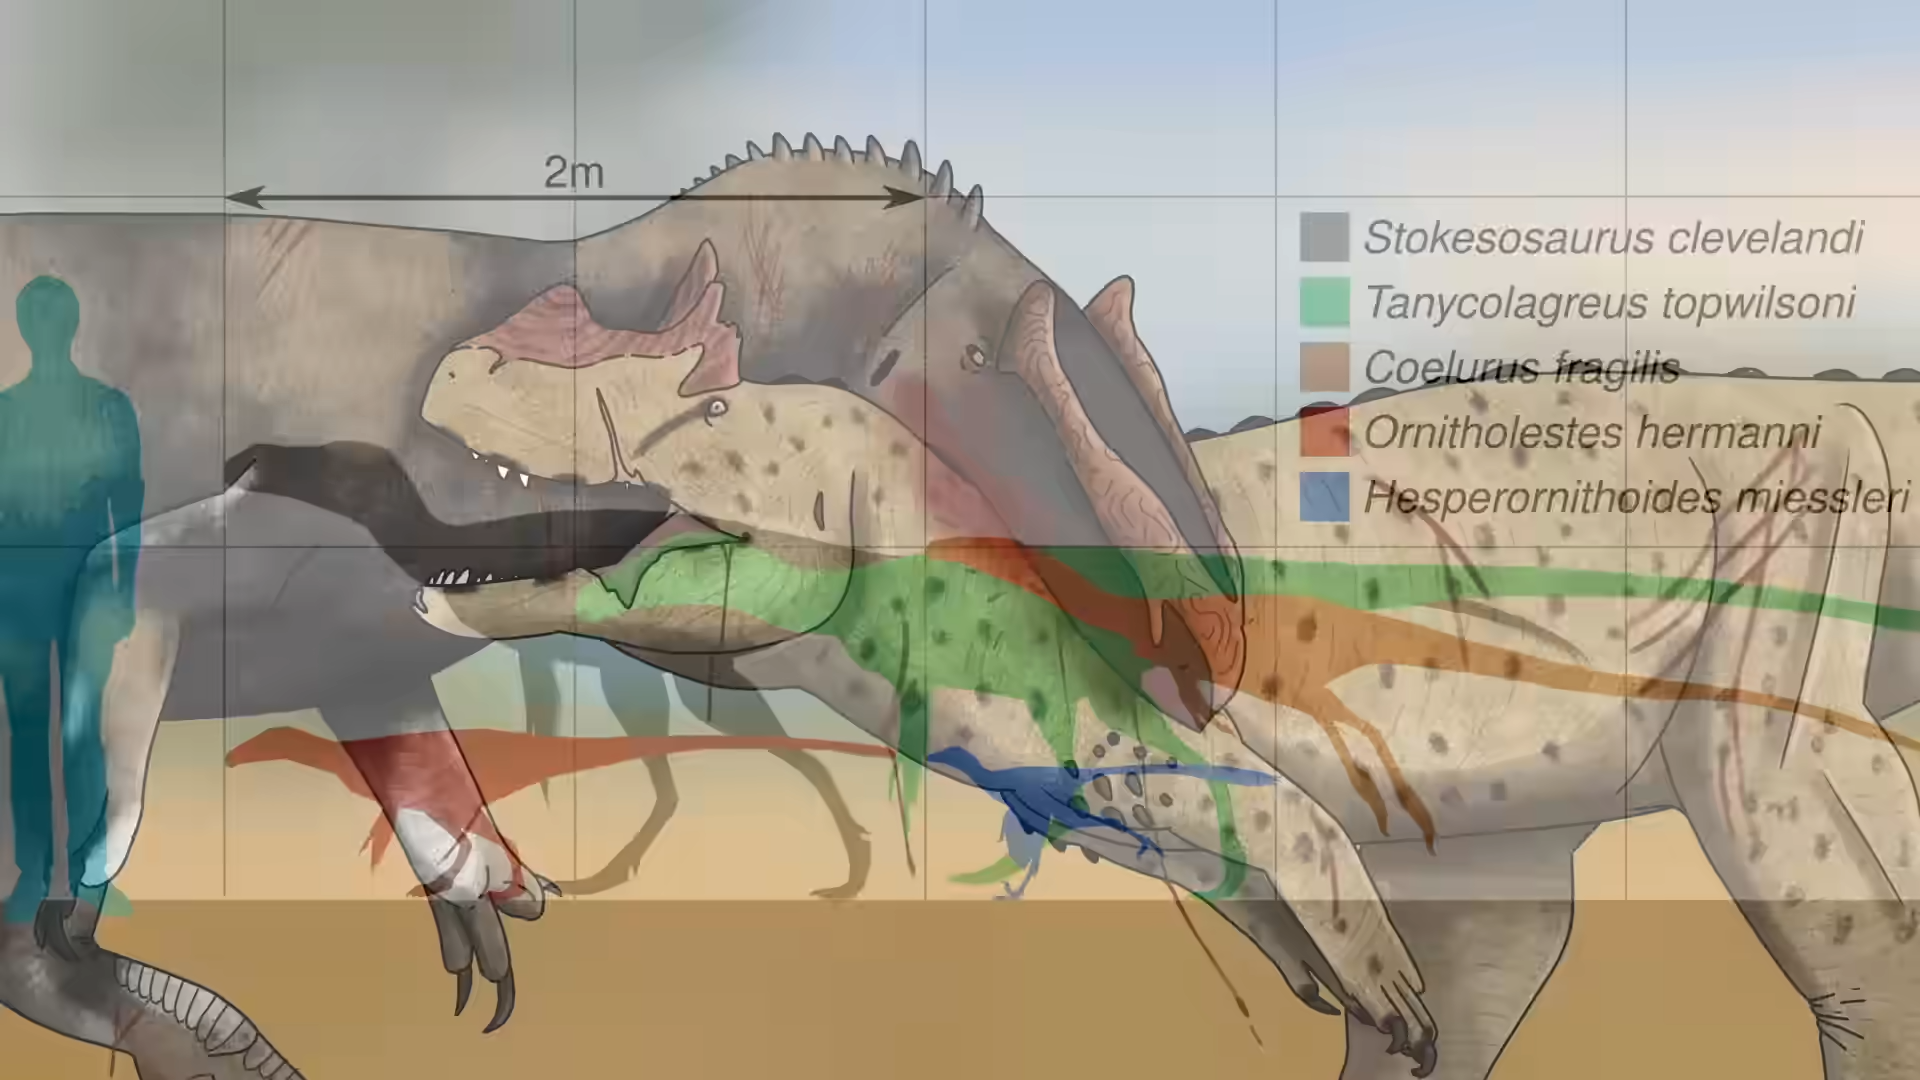 2m
Stokesosaurus clevelandi
Tanycolagreus topwilsoni
Coelurus fragilis
Ornitholestes hermanni
Hesperornithoides miessleri